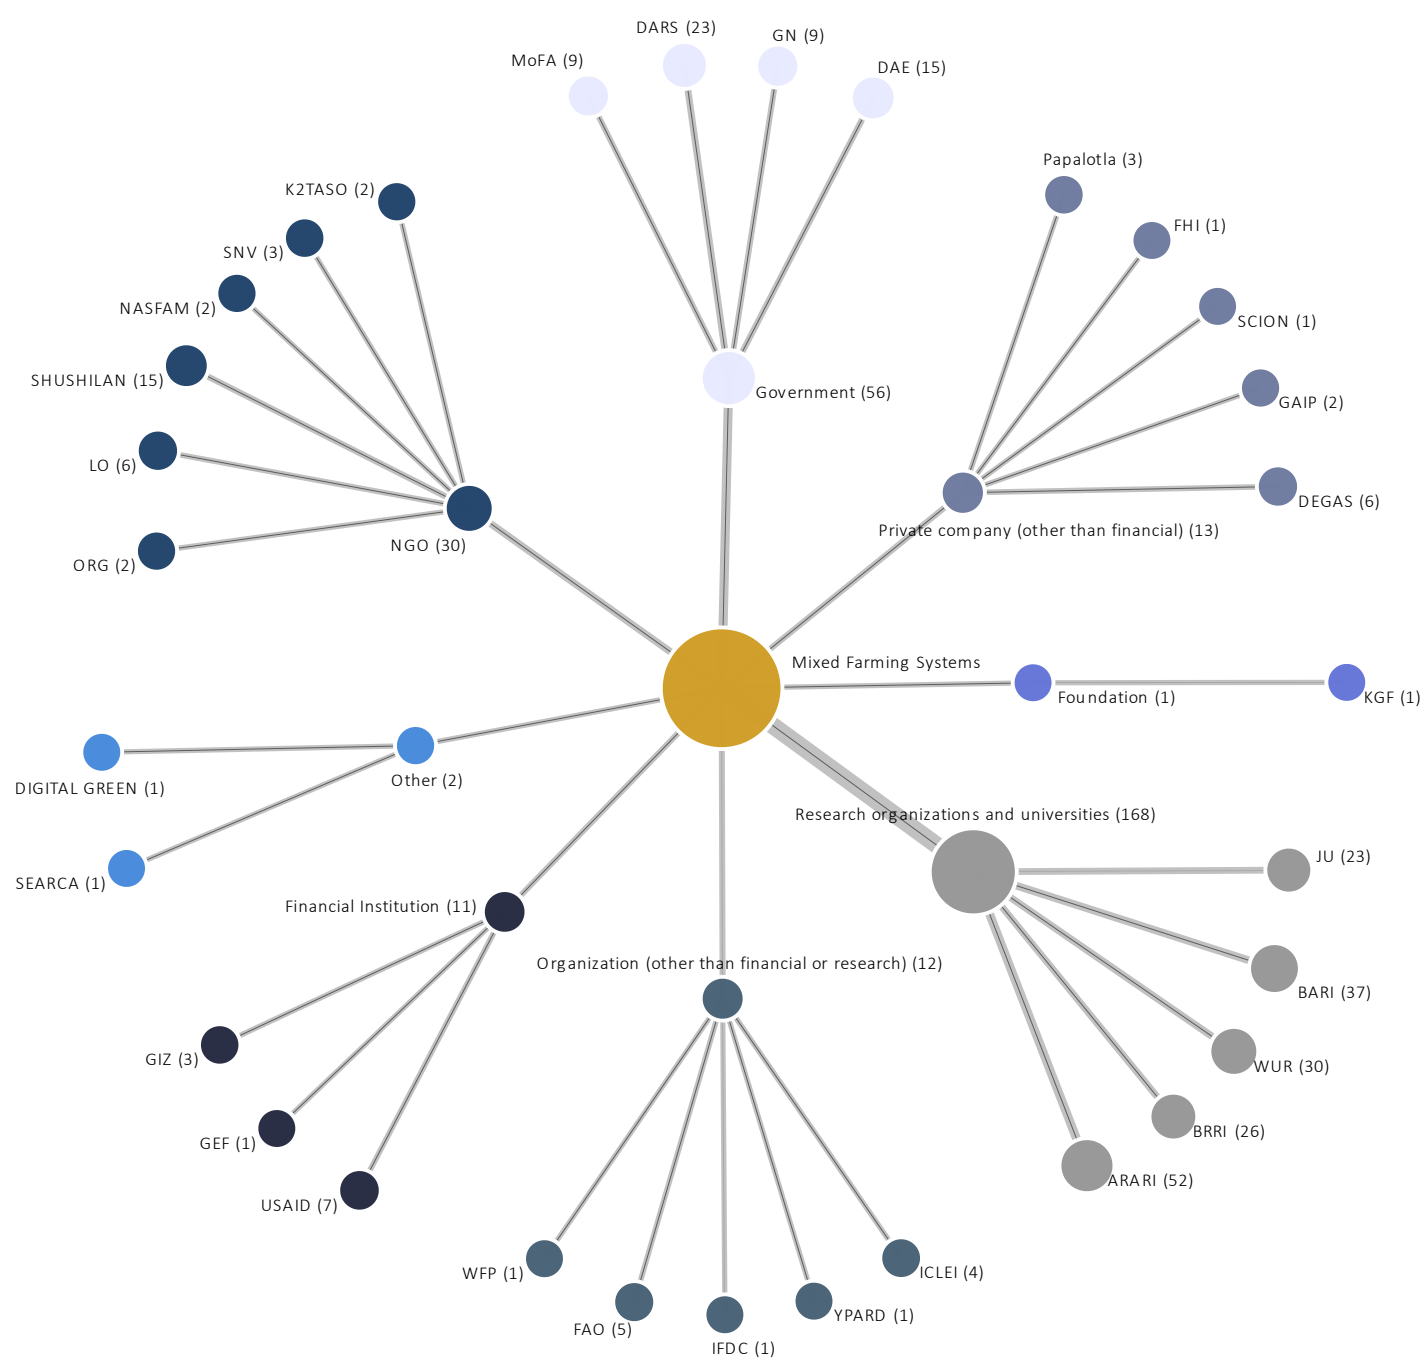 DARS (23)
GN (9)
MoFA (9)
DAE (15)
Papalotla (3)
K2TASO (2)
FHI (1)
SNV (3)
NASFAM (2)
SCION (1)
SHUSHILAN (15)
Government (56)
GAIP (2)
LO (6)
DEGAS (6)
Private company (other than financial) (13)
NGO (30)
ORG (2)
Mixed Farming Systems
Foundation (1)
KGF (1)
Other (2)
DIGITAL GREEN (1)
Research organizations and universities (168)
JU (23)
SEARCA (1)
Financial Institution (11)
Organization (other than financial or research) (12)
BARI (37)
GIZ (3)
WUR (30)
BRRI (26)
GEF (1)
ARARI (52)
USAID (7)
WFP (1)
ICLEI (4)
YPARD (1)
FAO (5)
IFDC (1)